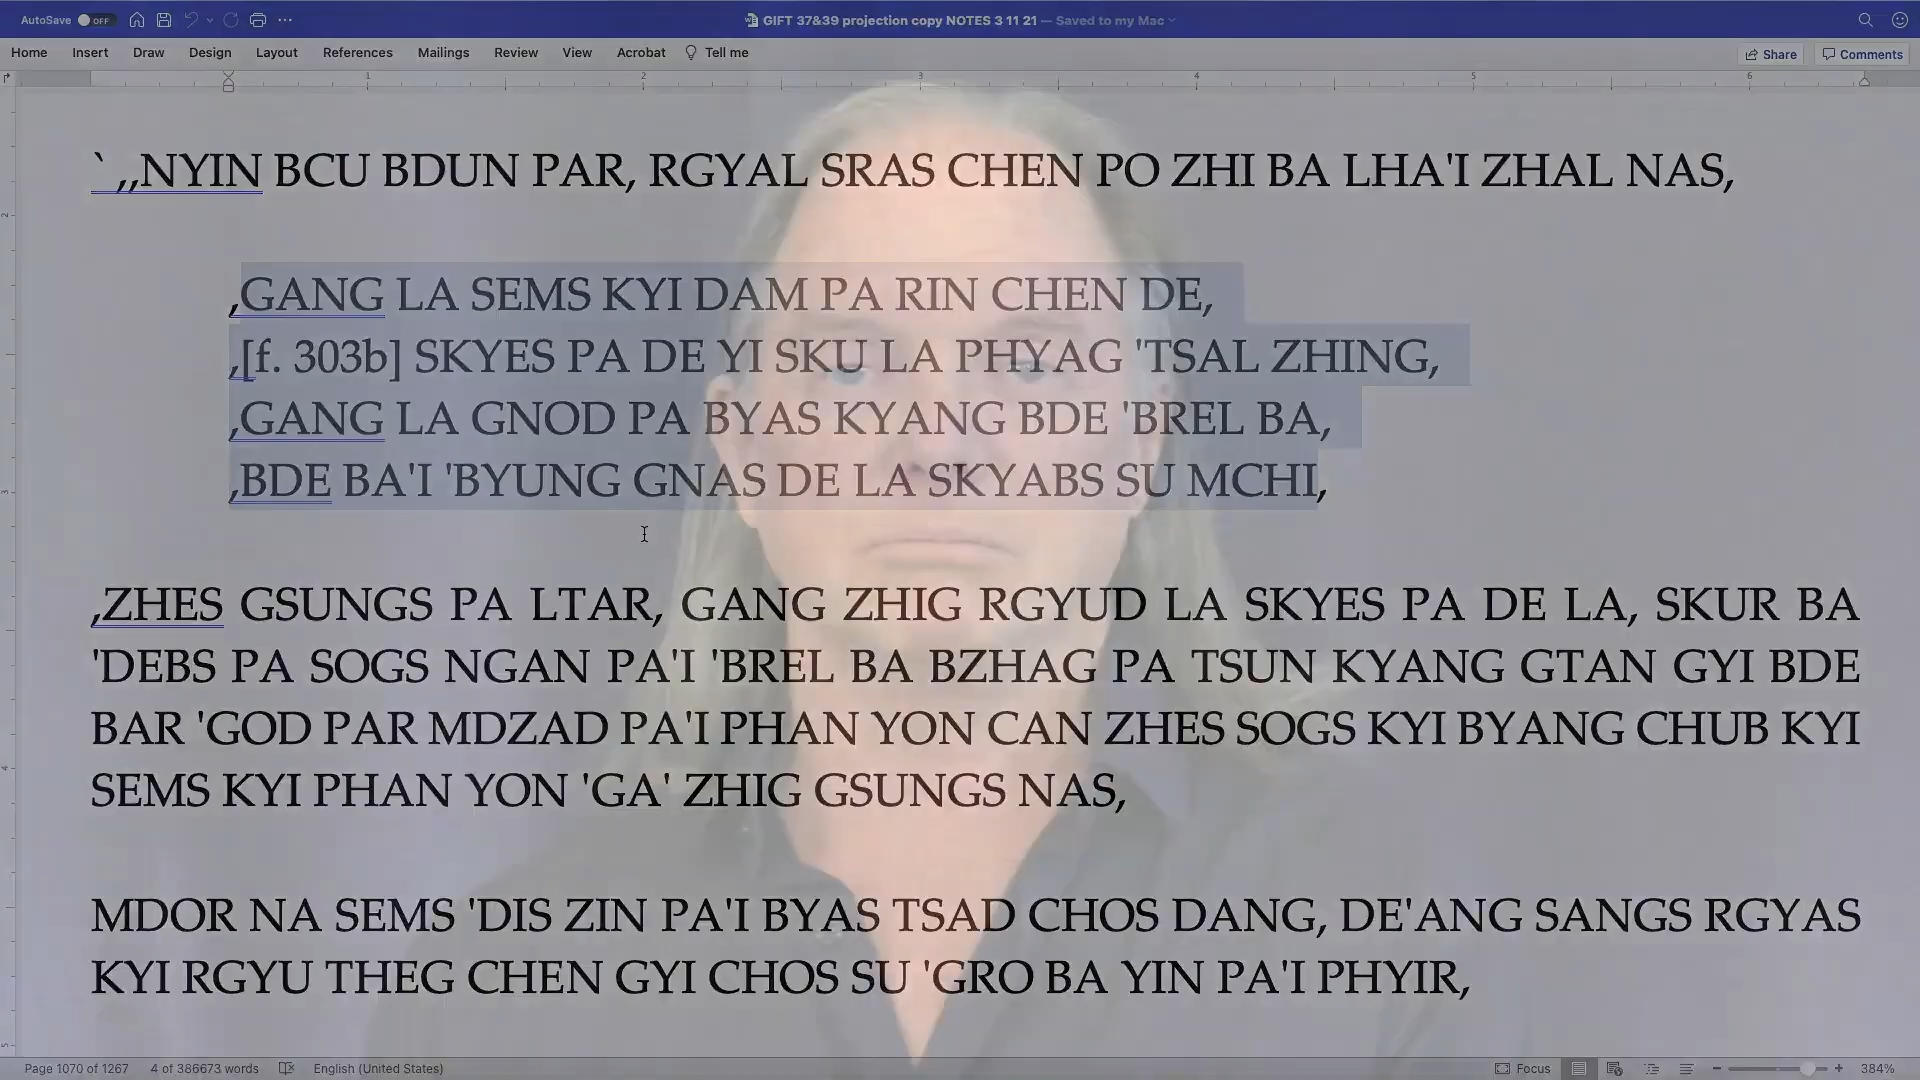 AutoSave OFF GIFT 37&39 projection copy NOTES 3 11 21 — Saved to my Mac
Home Insert Draw Design Layout References Mailings Review View Acrobat Tell me Share Comments
1 2 3 4 5 6
` ,,NYIN BCU BDUN PAR, RGYAL SRAS CHEN PO ZHI BA LHA'I ZHAL NAS,
,GANG LA SEMS KYI DAM PA RIN CHEN DE,
,[f. 303b] SKYES PA DE YI SKU LA PHYAG 'TSAL ZHING,
,GANG LA GNOD PA BYAS KYANG BDE 'BREL BA,
,BDE BA'I 'BYUNG GNAS DE LA SKYABS SU MCHI,
,ZHES GSUNGS PA LTAR, GANG ZHIG RGYUD LA SKYES PA DE LA, SKUR BA
'DEBS PA SOGS NGAN PA'I 'BREL BA BZHAG PA TSUN KYANG GTAN GYI BDE
BAR 'GOD PAR MDZAD PA'I PHAN YON CAN ZHES SOGS KYI BYANG CHUB KYI
SEMS KYI PHAN YON 'GA' ZHIG GSUNGS NAS,
MDOR NA SEMS 'DIS ZIN PA'I BYAS TSAD CHOS DANG, DE'ANG SANGS RGYAS
KYI RGYU THEG CHEN GYI CHOS SU 'GRO BA YIN PA'I PHYIR,
Page 1070 of 1267 4 of 386673 words English (United States) Focus 384%